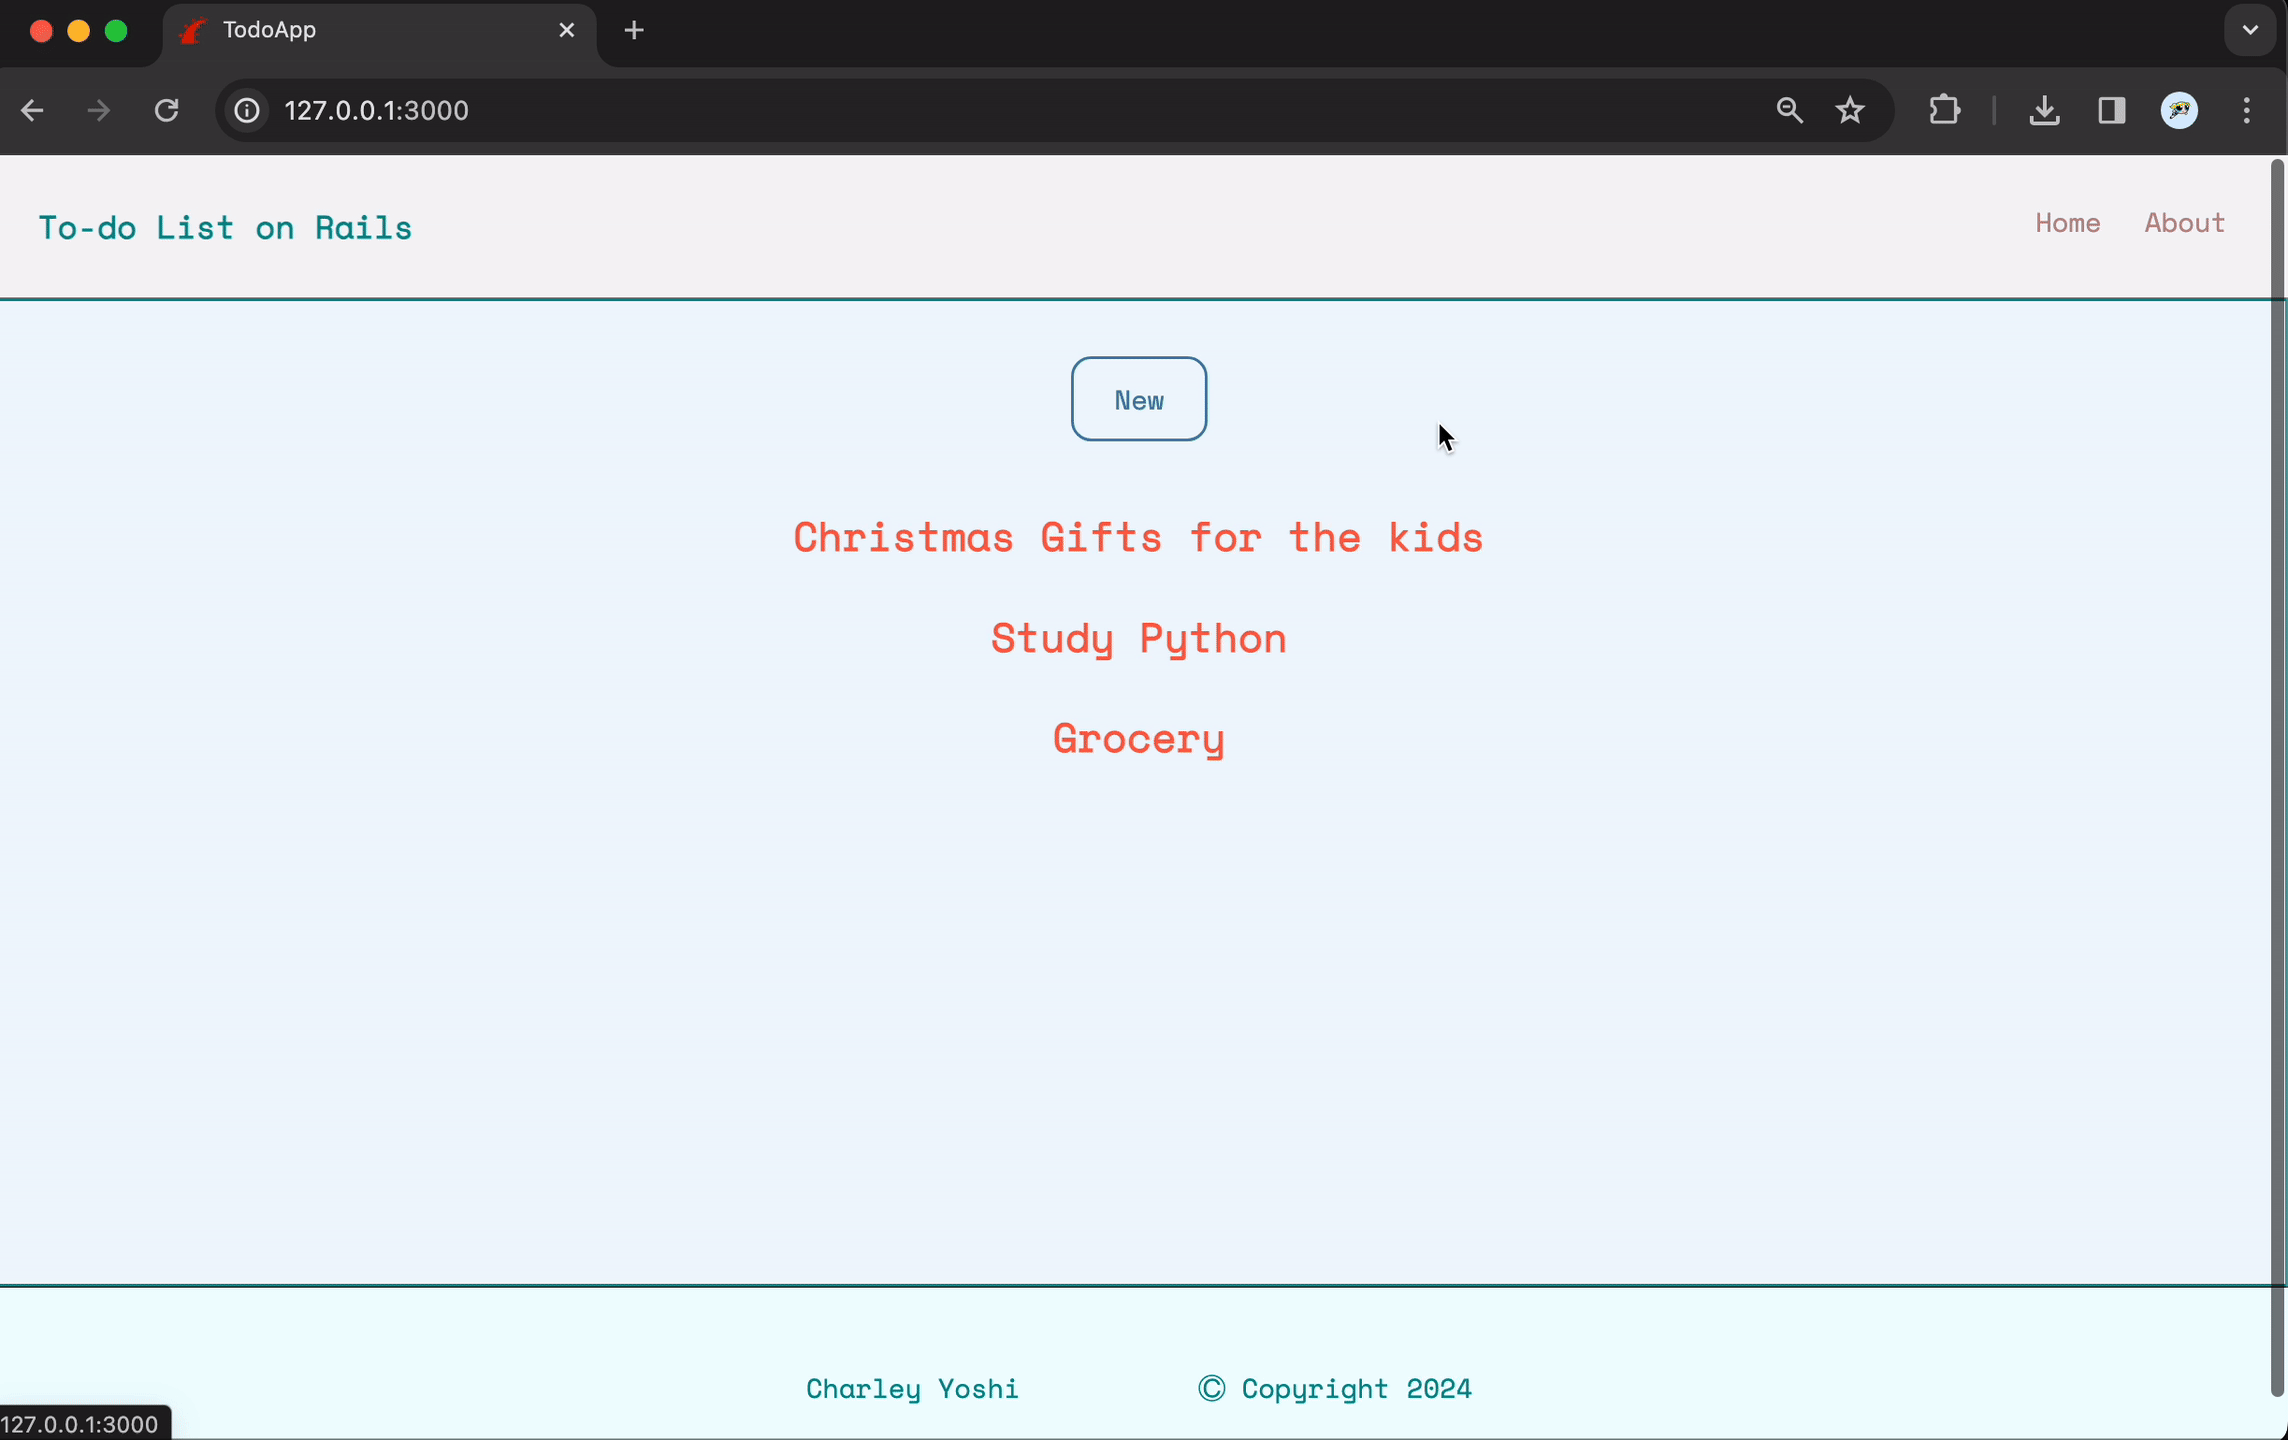 TodoApp
127.0.0.1:3000
To-do List on Rails
Home About
New
Christmas Gifts for the kids
Study Python
Grocery
Charley Yoshi © Copyright 2024
127.0.0.1:3000